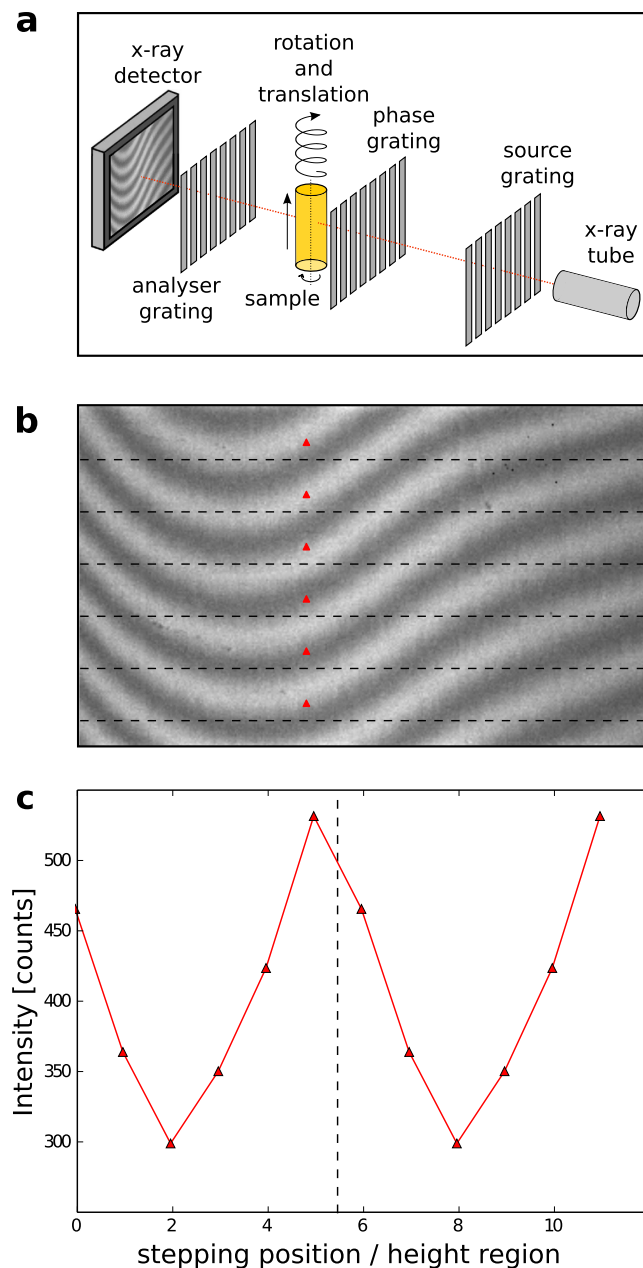 a
x-ray
detector
rotation
and
translation
phase
grating
source
grating
x-ray
tube
analyser
grating
sample
b
c
500
450
400
350
300
0 2 4 6 8 10
Intensity [counts]
stepping position / height region